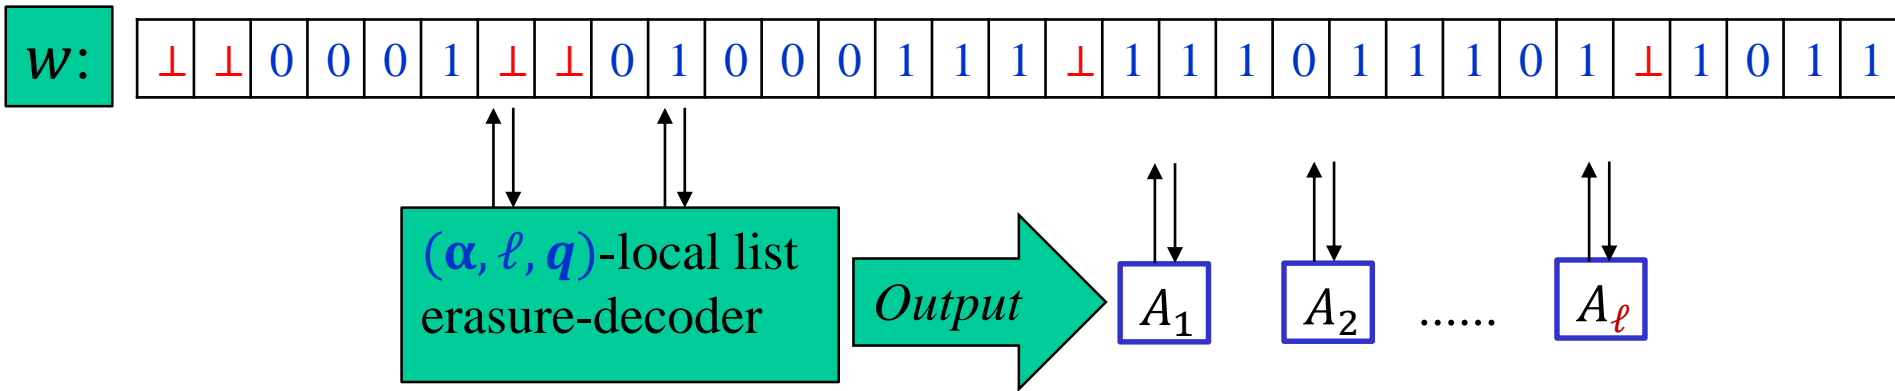 w: ⊥ ⊥ 0 0 0 1 ⊥ ⊥ 0 1 0 0 0 1 1 1 ⊥ 1 1 1 0 1 1 1 0 1 ⊥ 1 0 1 1
(α, ℓ, q)-local list
erasure-decoder
Output
A₁ A₂ ...... A_ℓ